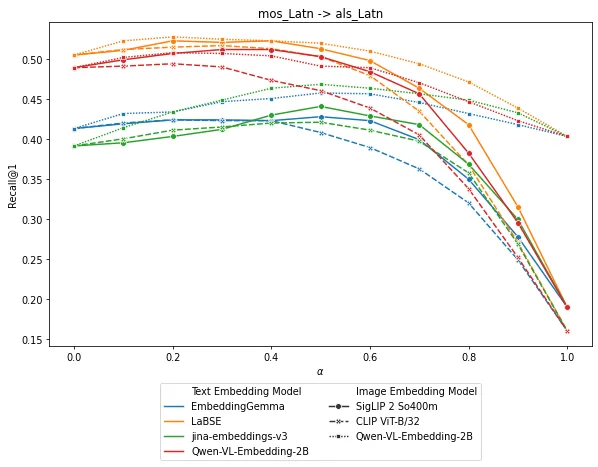 mos_Latn -> als_Latn
Recall@1
0.50
0.45
0.40
0.35
0.30
0.25
0.20
0.15
0.0 0.2 0.4 0.6 0.8 1.0
α
Text Embedding Model Image Embedding Model
EmbeddingGemma SigLIP 2 So400m
LaBSE CLIP ViT-B/32
jina-embeddings-v3 Qwen-VL-Embedding-2B
Qwen-VL-Embedding-2B